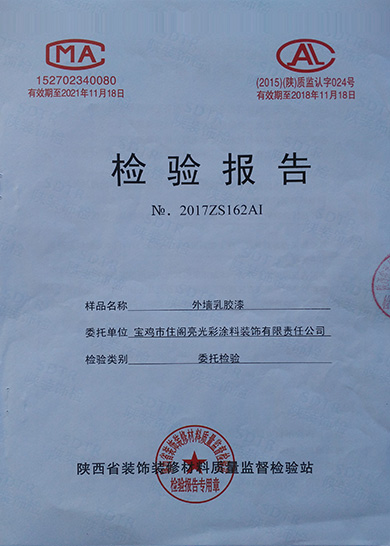 CMA
CAL
152702340080
(2015)(陕)质监认字024号
有效期至2021年11月18日
有效期至2018年11月18日
检验报告
№. 2017ZS162AI
样品名称 外墙乳胶漆
委托单位 宝鸡市住阁亮光彩涂料装饰有限责任公司
检验类别 委托检验
陕西省装饰装修材料质量监督检验站
检验报告专用章